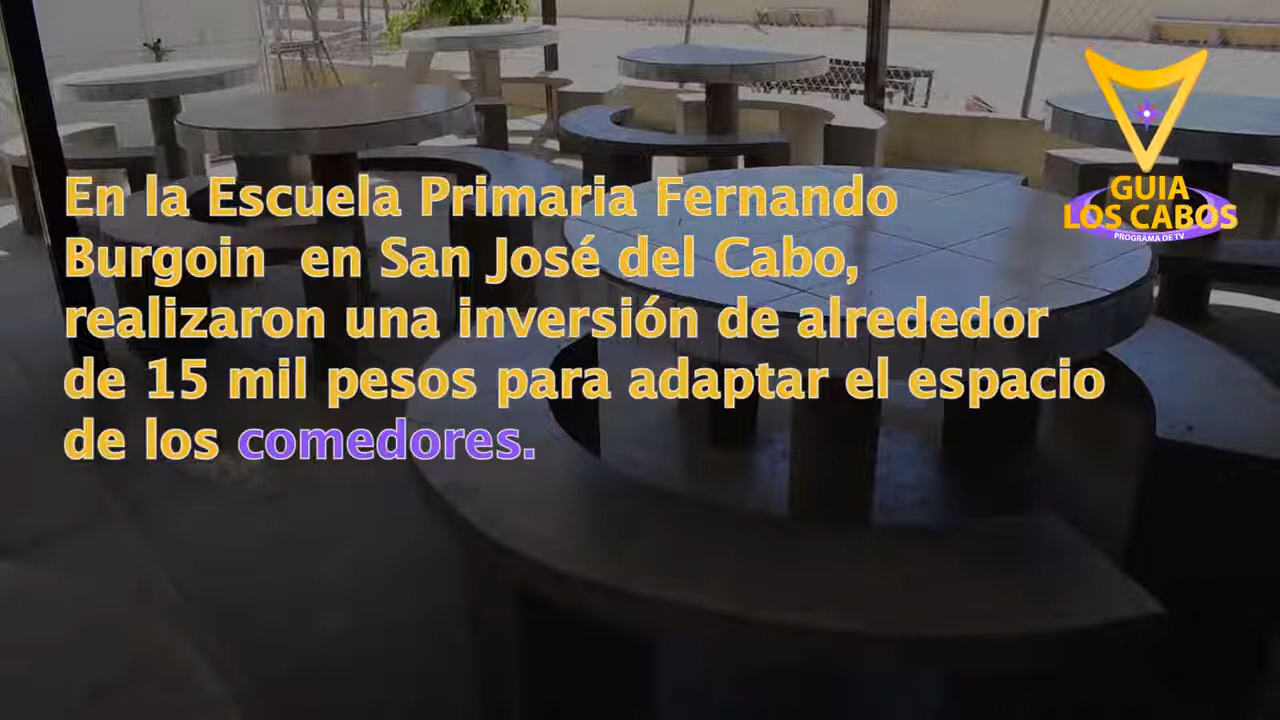 En la Escuela Primaria Fernando
Burgoin  en San José del Cabo,
realizaron una inversión de alrededor
de 15 mil pesos para adaptar el espacio
de los comedores.
GUIA
LOS CABOS
PROGRAMA DE TV